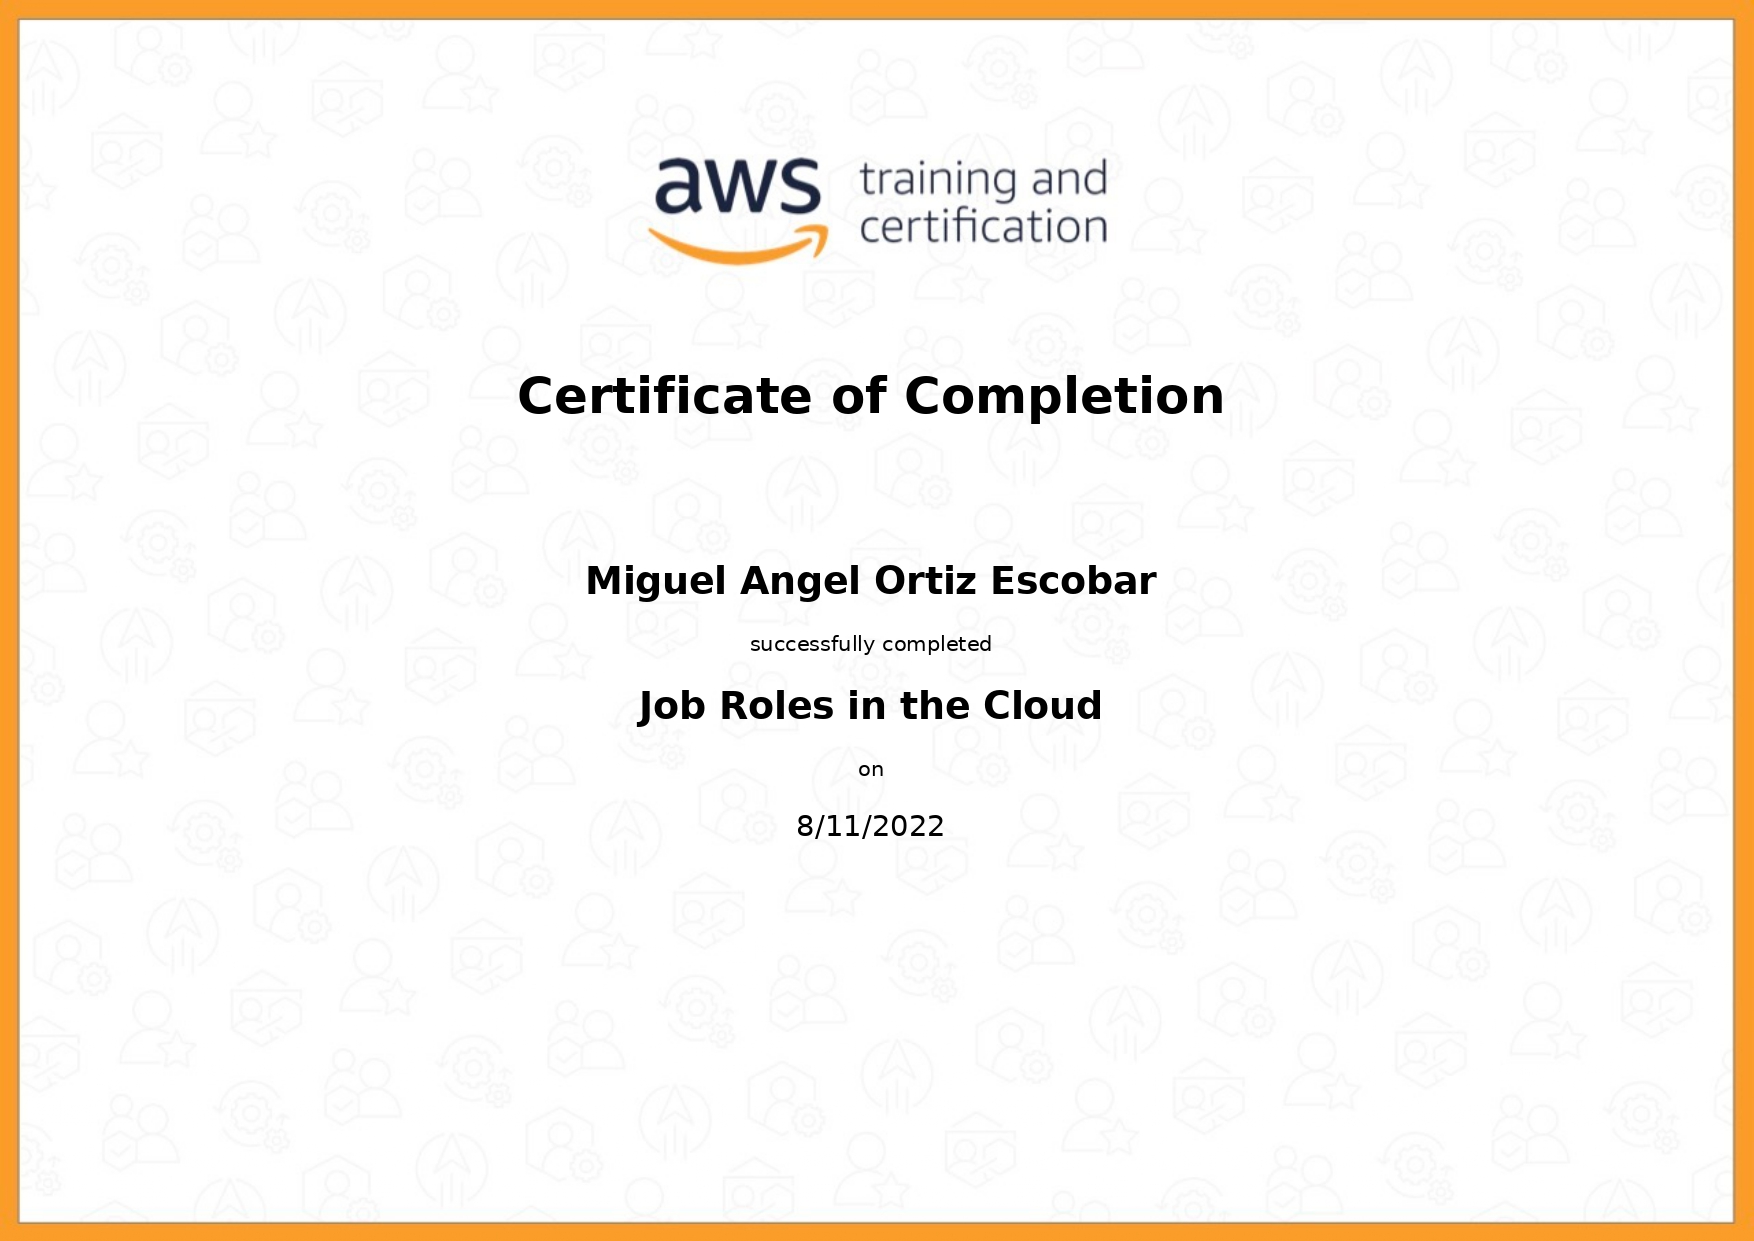 aws training and
certification
Certificate of Completion
Miguel Angel Ortiz Escobar
successfully completed
Job Roles in the Cloud
on
8/11/2022